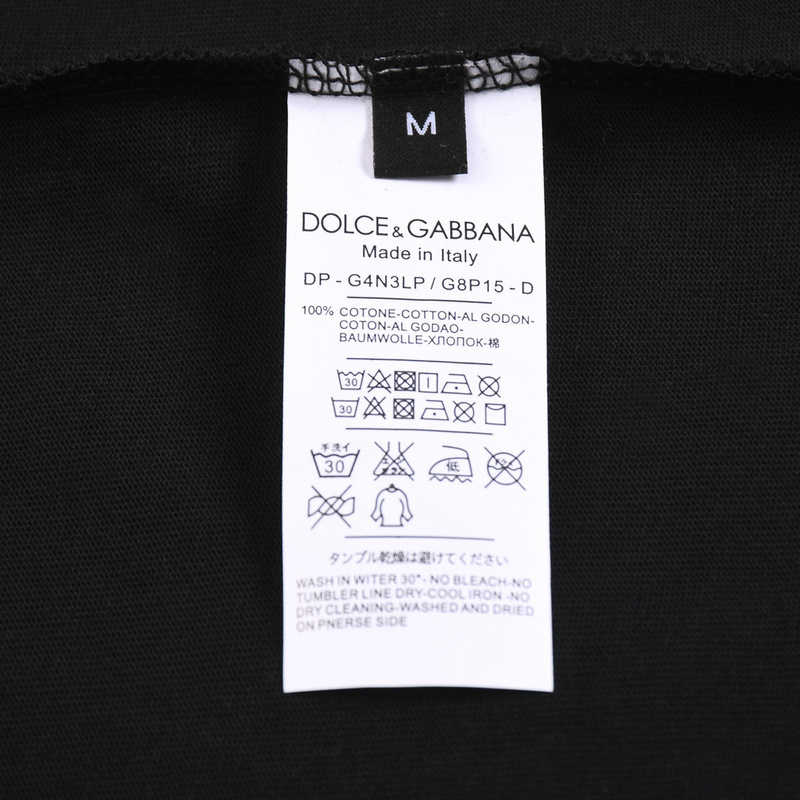 M
DOLCE&GABBANA
Made in Italy
DP - G4N3LP / G8P15 - D
100% COTONE-COTTON-AL GODON-
COTON-AL GODAO-
BAUMWOLLE-ХЛОПОК-棉
30
30
手洗イ
30
低
タンブル乾燥は避けてください
WASH IN WITER 30°- NO BLEACH-NO
TUMBLER LINE DRY-COOL IRON -NO
DRY CLEANING-WASHED AND DRIED
ON PNERSE SIDE